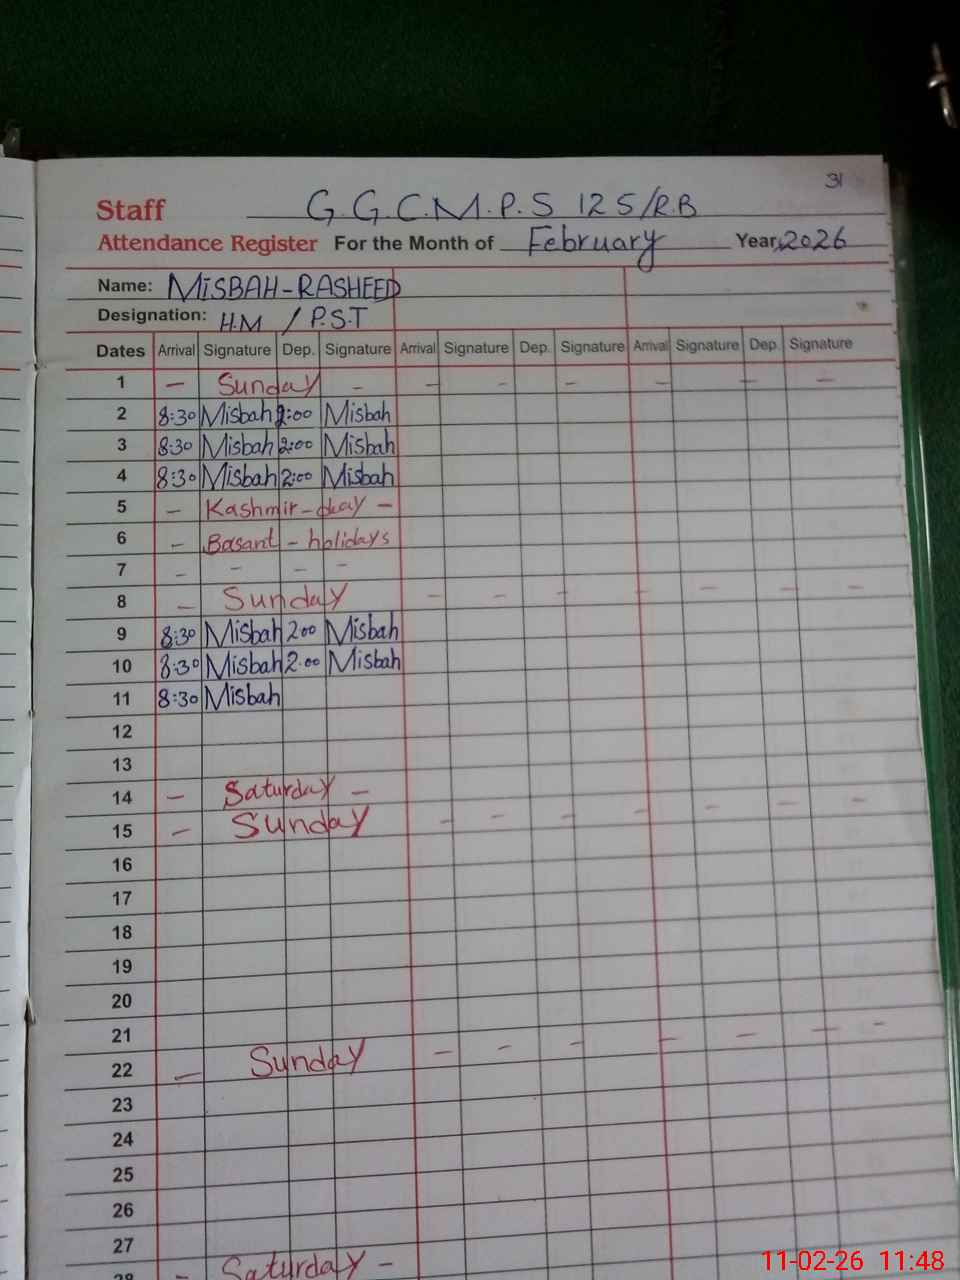 31
Staff G.G.C.M.P.S 125/R.B
Attendance Register For the Month of February Year 2026
Name: MISBAH-RASHEED
Designation: H.M / P.S.T
Dates Arrival Signature Dep. Signature Arrival Signature Dep. Signature Arrival Signature Dep. Signature
1 - Sunday - - - - - - -
2 8:30 Misbah 2:00 Misbah
3 8:30 Misbah 2:00 Misbah
4 8:30 Misbah 2:00 Misbah
5 - Kashmir-day -
6 - Basant - holidays
7 - - - -
8 - Sunday - - - - - -
9 8:30 Misbah 2:00 Misbah
10 8:30 Misbah 2:00 Misbah
11 8:30 Misbah
12
13
14 - Saturday -
15 - Sunday - - - - - - -
16
17
18
19
20
21
22 - Sunday - - - - - - -
23
24
25
26
27
28 - Saturday -
11-02-26 11:48